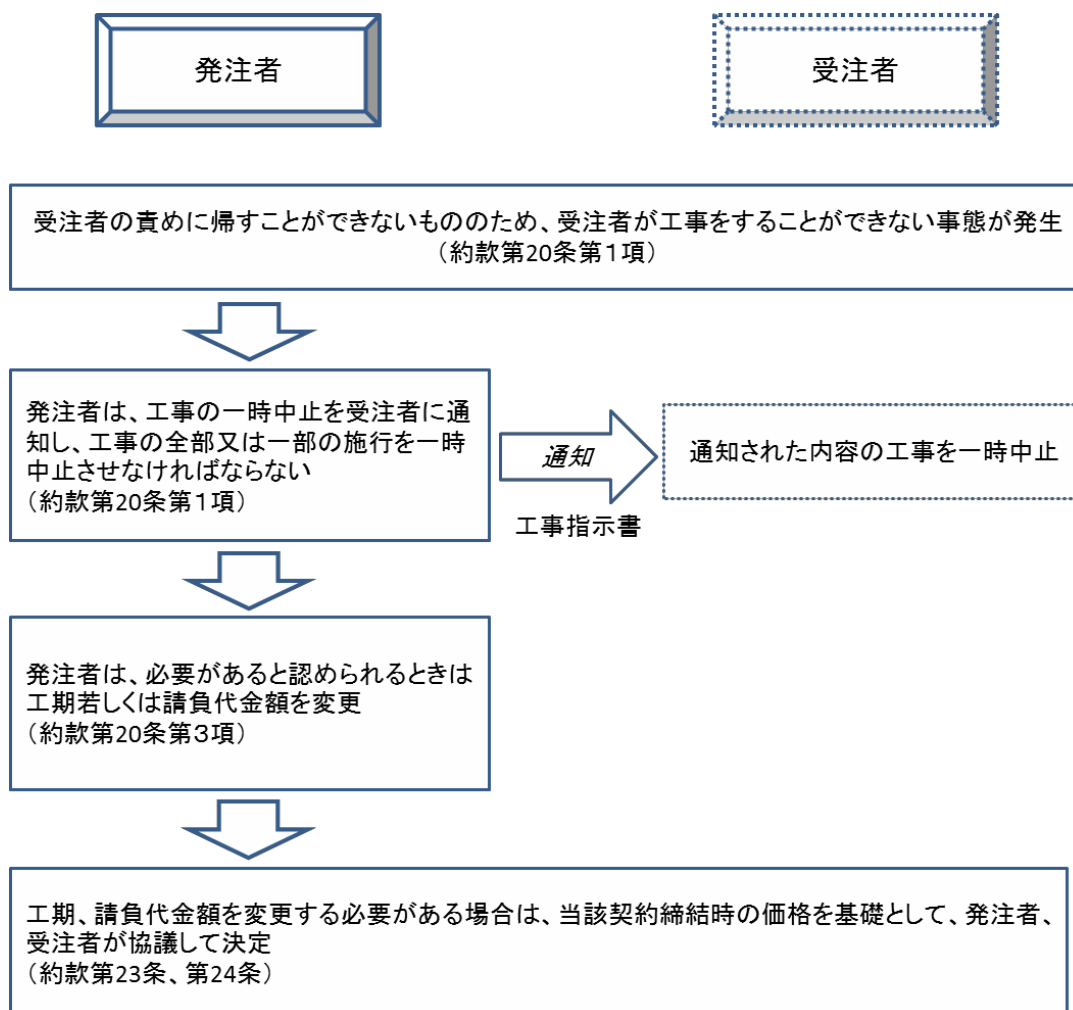 発注者
受注者
受注者の責めに帰すことができないもののため、受注者が工事をすることができない事態が発生
（約款第20条第１項）
発注者は、工事の一時中止を受注者に通
知し、工事の全部又は一部の施行を一時
中止させなければならない
（約款第20条第１項）
通知
工事指示書
通知された内容の工事を一時中止
発注者は、必要があると認められるときは
工期若しくは請負代金額を変更
（約款第20条第３項）
工期、請負代金額を変更する必要がある場合は、当該契約締結時の価格を基礎として、発注者、
受注者が協議して決定
（約款第23条、第24条）